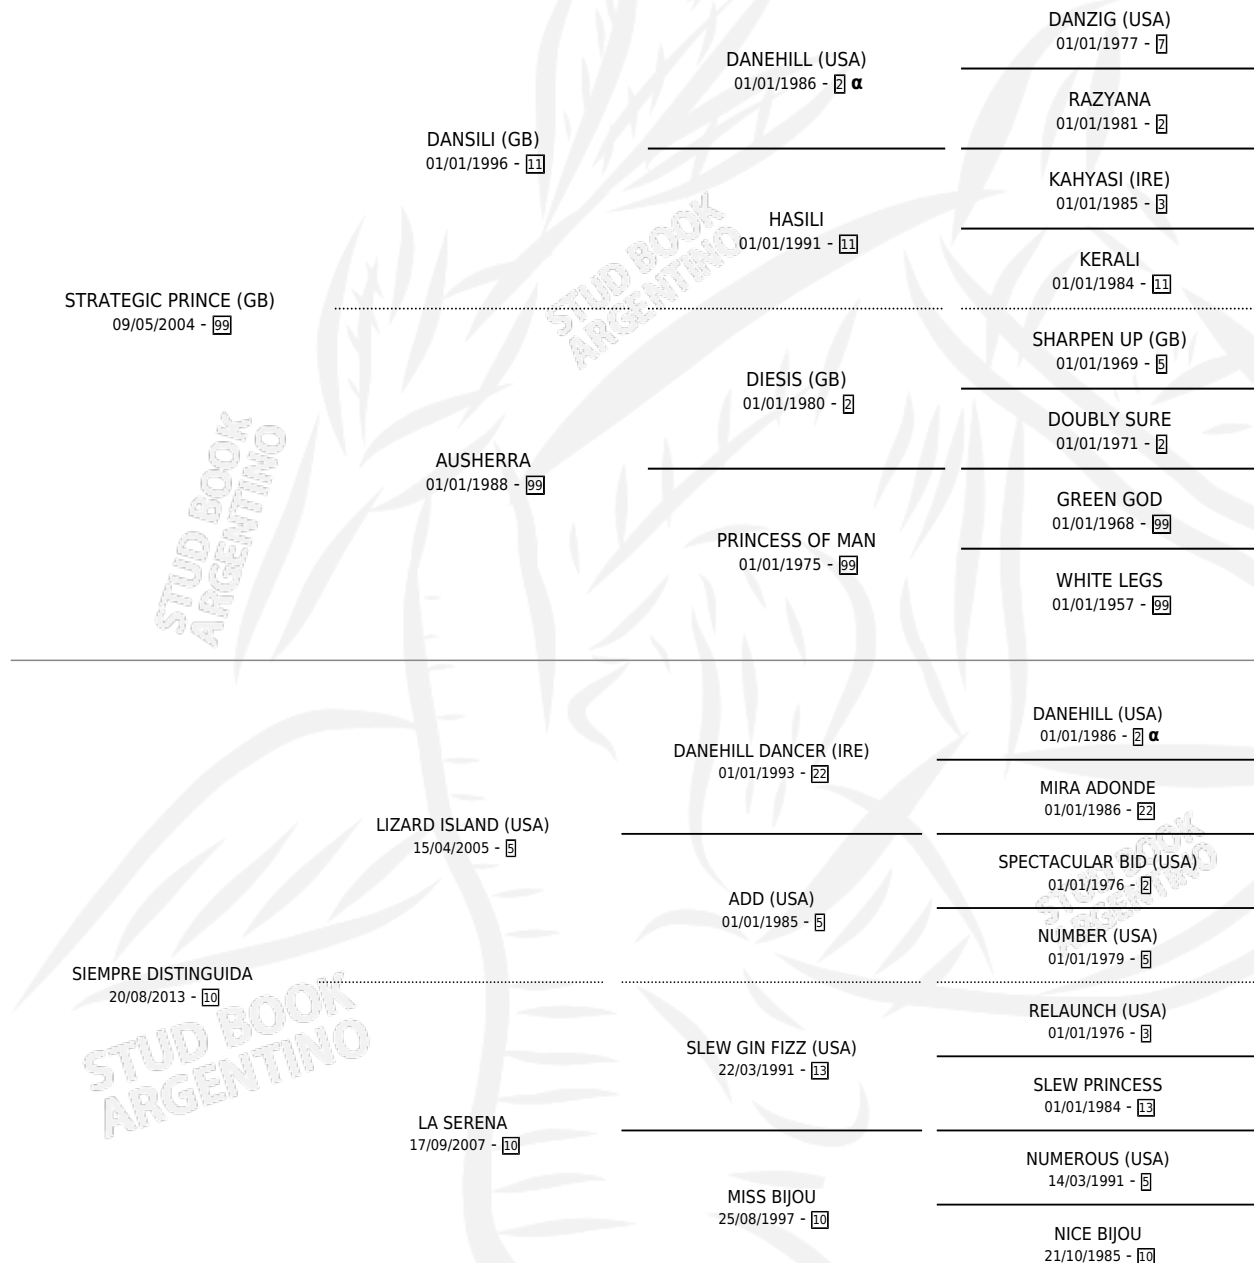 DANZIG (USA)
01/01/1977 - 7
DANEHILL (USA)
01/01/1986 - 2 α
RAZYANA
01/01/1981 - 2
DANSILI (GB)
01/01/1996 - 11
KAHYASI (IRE)
01/01/1985 - 3
HASILI
01/01/1991 - 11
KERALI
01/01/1984 - 11
STRATEGIC PRINCE (GB)
09/05/2004 - 99
STUD BOOK
ARGENTINO
SHARPEN UP (GB)
01/01/1969 - 5
DIESIS (GB)
01/01/1980 - 2
DOUBLY SURE
01/01/1971 - 2
AUSHERRA
01/01/1988 - 99
GREEN GOD
01/01/1968 - 99
PRINCESS OF MAN
01/01/1975 - 99
WHITE LEGS
01/01/1957 - 99
STUD BOOK
ARGENTINO
DANEHILL (USA)
01/01/1986 - 2 α
DANEHILL DANCER (IRE)
01/01/1993 - 22
MIRA ADONDE
01/01/1986 - 22
LIZARD ISLAND (USA)
15/04/2005 - 5
SPECTACULAR BID (USA)
01/01/1976 - 2
ADD (USA)
01/01/1985 - 5
NUMBER (USA)
01/01/1979 - 5
STUD BOOK
ARGENTINO
SIEMPRE DISTINGUIDA
20/08/2013 - 10
STUD BOOK
ARGENTINO
RELAUNCH (USA)
01/01/1976 - 3
SLEW GIN FIZZ (USA)
22/03/1991 - 13
SLEW PRINCESS
01/01/1984 - 13
LA SERENA
17/09/2007 - 10
NUMEROUS (USA)
14/03/1991 - 5
MISS BIJOU
25/08/1997 - 10
NICE BIJOU
21/10/1985 - 10